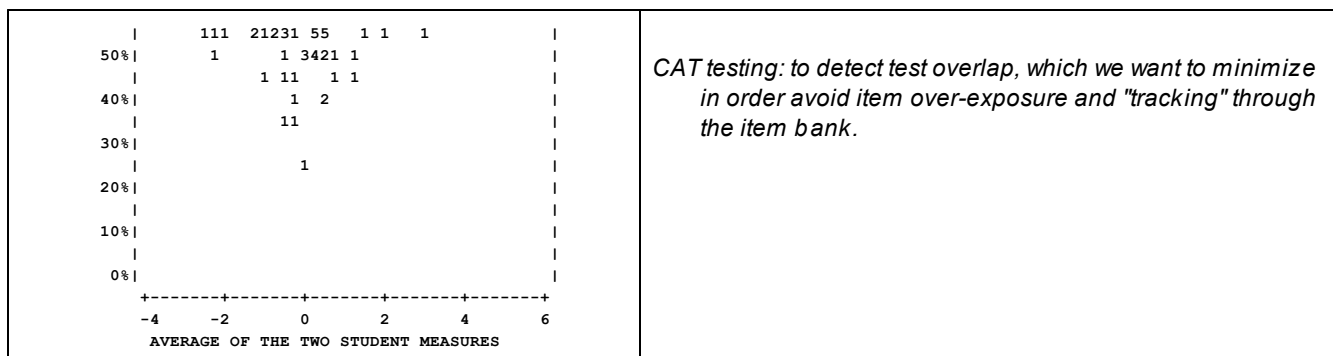 |        111   21231 55    1 1    1                |
50%|         1        1 3421 1                        |
|               1 11    1 1                        |
40%|                   1   2                          |
|                  11                              |
30%|                                                  |
|                    1                             |
20%|                                                  |
|                                                  |
10%|                                                  |
|                                                  |
0%|                                                  |
+-------+-------+-------+-------+-------+
-4      -2       0       2       4       6
AVERAGE OF THE TWO STUDENT MEASURES
CAT testing: to detect test overlap, which we want to minimize
in order avoid item over-exposure and "tracking" through
the item bank.